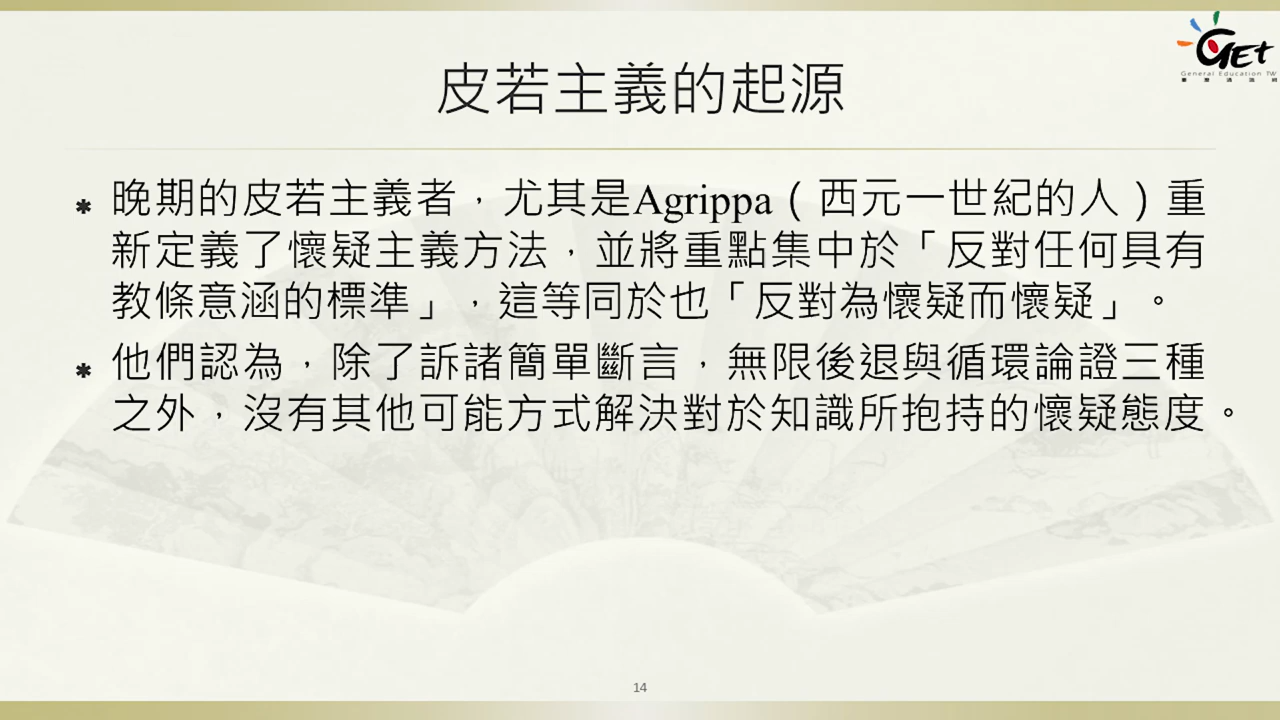 GET
General Education TW
皮若主義的起源
晚期的皮若主義者，尤其是Agrippa（西元一世紀的人）重
新定義了懷疑主義方法，並將重點集中於「反對任何具有
教條意涵的標準」，這等同於也「反對為懷疑而懷疑」。
他們認為，除了訴諸簡單斷言，無限後退與循環論證三種
之外，沒有其他可能方式解決對於知識所抱持的懷疑態度。
14